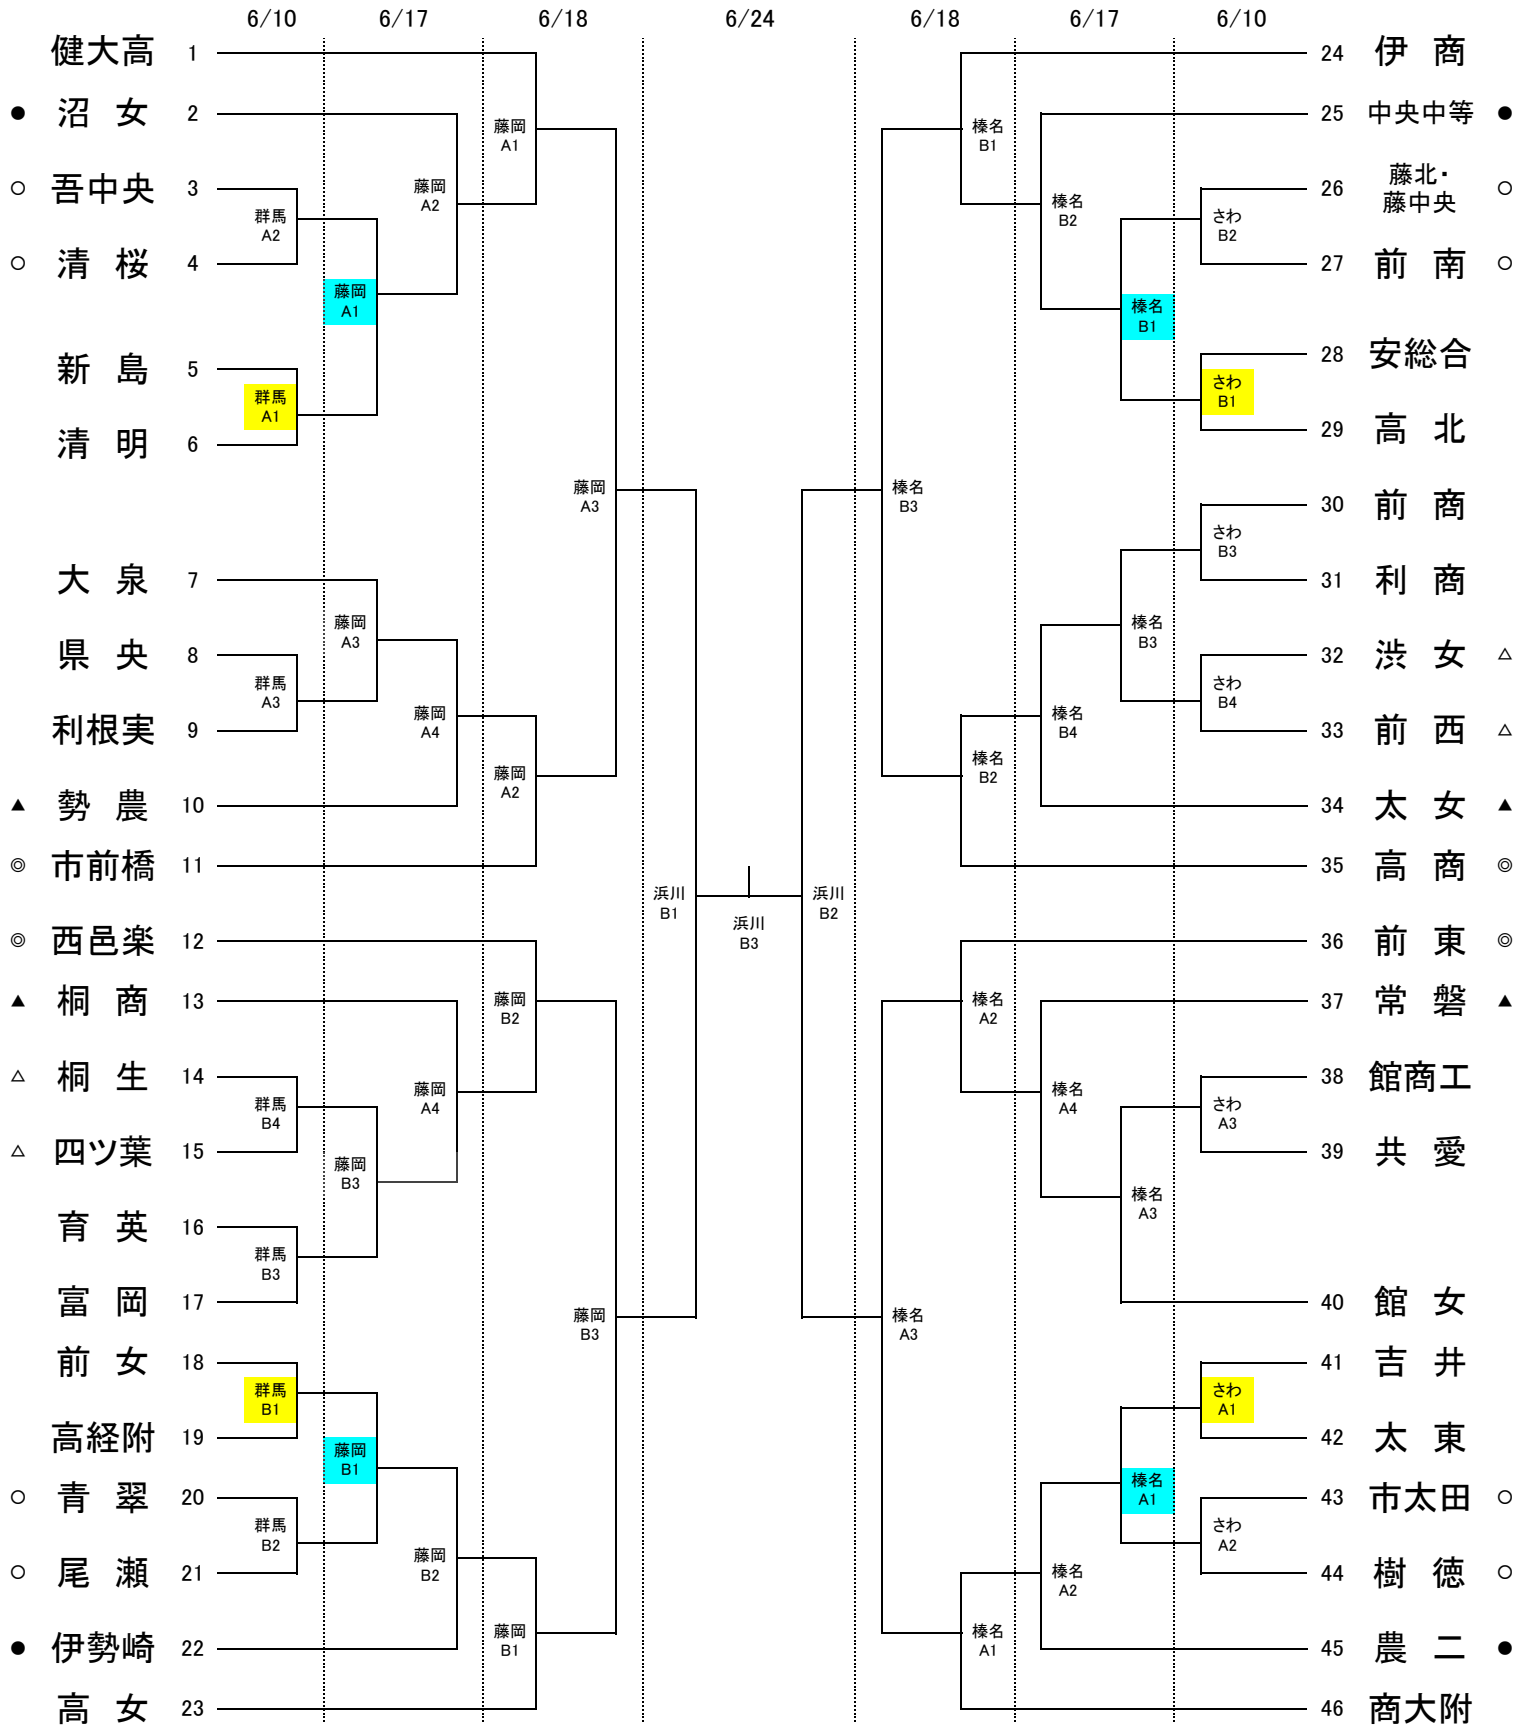 6/10 6/17 6/18 6/24 6/18 6/17 6/10
健大高 1
● 沼 女 2
○ 吾中央 3
○ 清 桜 4
新 島 5
清 明 6
大 泉 7
県 央 8
利根実 9
▲ 勢 農 10
◎ 市前橋 11
◎ 西邑楽 12
▲ 桐 商 13
△ 桐 生 14
△ 四ツ葉 15
育 英 16
富 岡 17
前 女 18
高経附 19
○ 青 翠 20
○ 尾 瀬 21
● 伊勢崎 22
高 女 23
群馬
A2
群馬
A1
群馬
A3
群馬
B4
群馬
B3
群馬
B1
群馬
B2
藤岡
A1
藤岡
A3
藤岡
B3
藤岡
B1
藤岡
A2
藤岡
A4
藤岡
A4
藤岡
B2
藤岡
A1
藤岡
A2
藤岡
B2
藤岡
B1
藤岡
A3
藤岡
B3
浜川
B1
浜川
B3
浜川
B2
榛名
B3
榛名
A3
榛名
B1
榛名
B2
榛名
A2
榛名
A1
榛名
B2
榛名
B4
榛名
A4
榛名
A2
榛名
B1
榛名
B3
榛名
A3
榛名
A1
さわ
B2
さわ
B1
さわ
B3
さわ
B4
さわ
A3
さわ
A1
さわ
A2
24 伊 商
25 中央中等 ●
26 藤北・
藤中央 ○
27 前 南 ○
28 安総合
29 高 北
30 前 商
31 利 商
32 渋 女 △
33 前 西 △
34 太 女 ▲
35 高 商 ◎
36 前 東 ◎
37 常 磐 ▲
38 館商工
39 共 愛
40 館 女
41 吉 井
42 太 東
43 市太田 ○
44 樹 徳 ○
45 農 二 ●
46 商大附